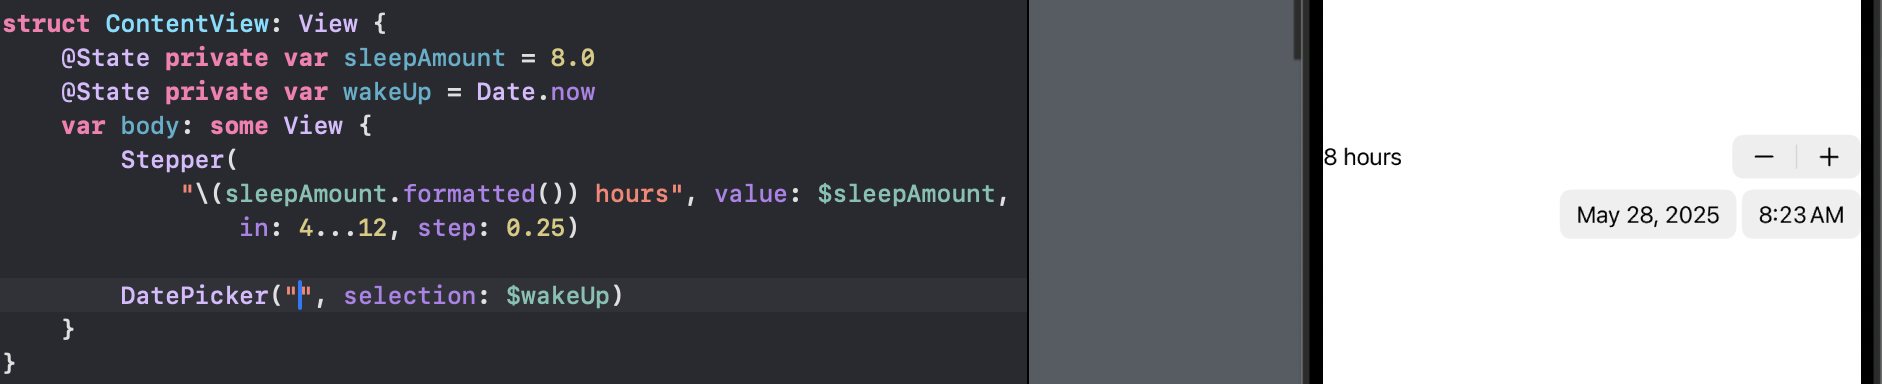 struct ContentView: View {
@State private var sleepAmount = 8.0
@State private var wakeUp = Date.now
var body: some View {
Stepper(
"\(sleepAmount.formatted()) hours", value: $sleepAmount,
in: 4...12, step: 0.25)
DatePicker("", selection: $wakeUp)
}
}
8 hours
− +
May 28, 2025 8:23 AM